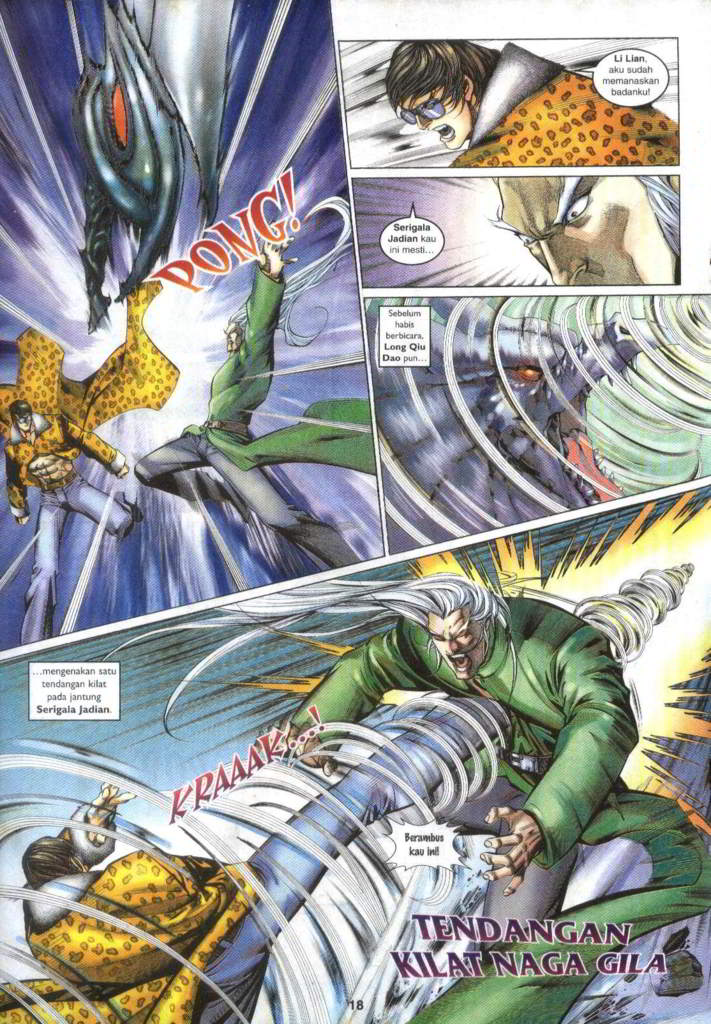 PONG!
Li Lian,
aku sudah
memanaskan
badanku!
Serigala
Jadian kau
ini mesti...
Sebelum
habis
berbicara,
Long Qiu
Dao pun...
...mengenakan satu
tendangan kilat
pada jantung
Serigala Jadian.
KRAAAK...!
Berambus
kau ini!!
TENDANGAN
KILAT NAGA GILA
18